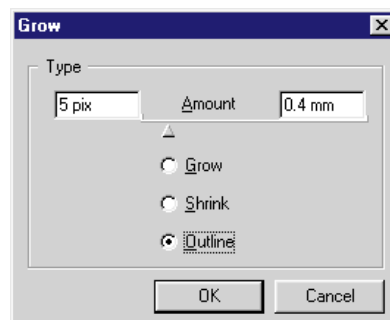 Grow
Type
5 pix Amount 0.4 mm
Grow
Shrink
Outline
OK Cancel